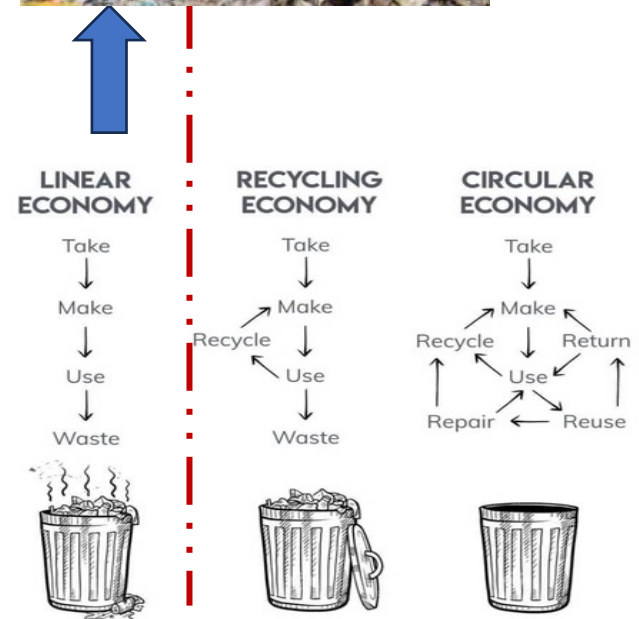 LINEAR
ECONOMY
Take
Make
Use
Waste
RECYCLING
ECONOMY
Take
Make
Recycle
Use
Waste
CIRCULAR
ECONOMY
Take
Make
Recycle
Return
Use
Repair
Reuse